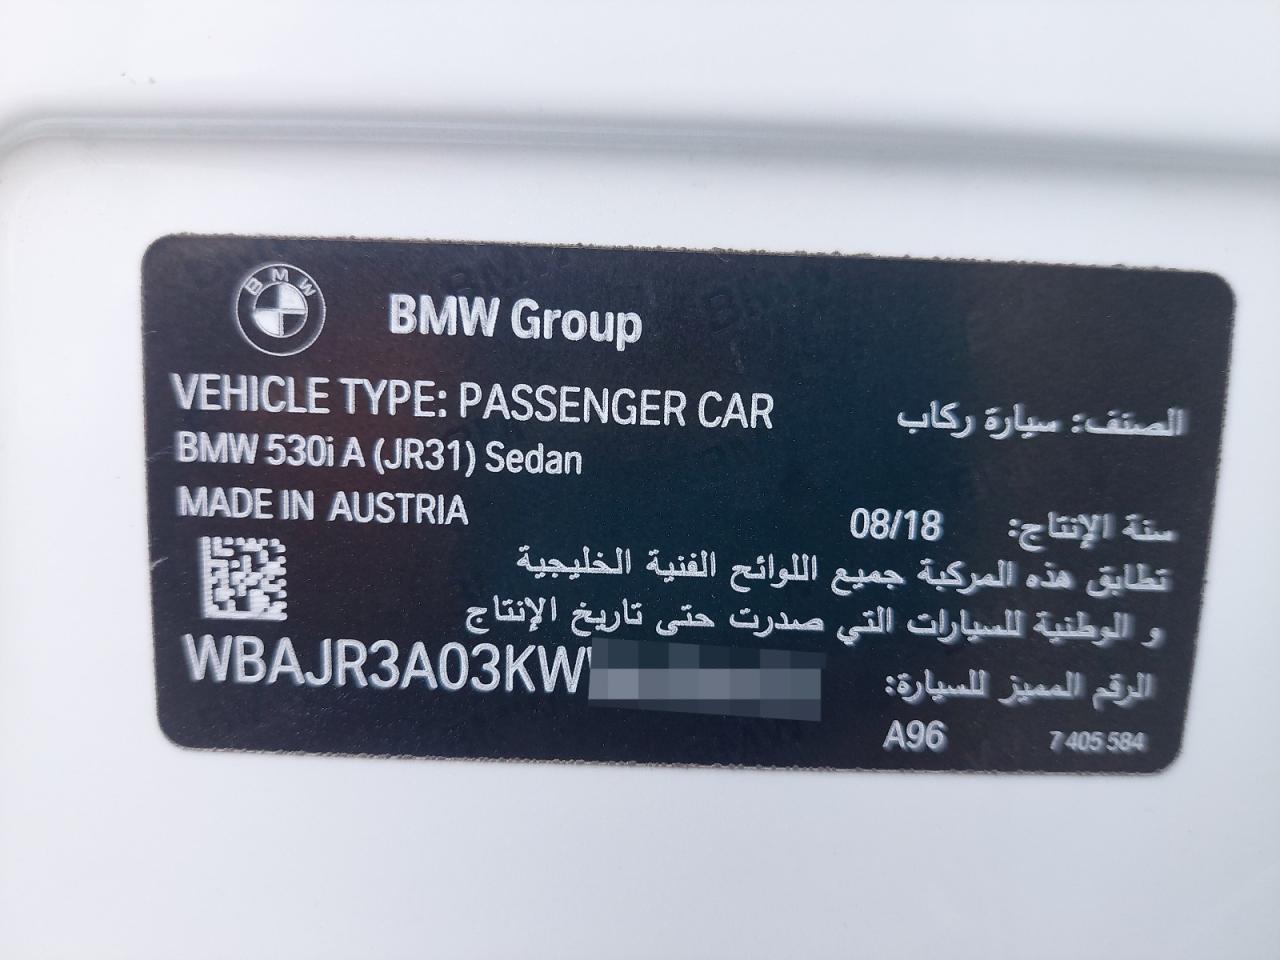 BMW
BMW Group
VEHICLE TYPE: PASSENGER CAR
الصنف: سيارة ركاب
BMW 530i A (JR31) Sedan
MADE IN AUSTRIA
سنة الإنتاج: 08/18
تطابق هذه المركبة جميع اللوائح الفنية الخليجية
و الوطنية للسيارات التي صدرت حتى تاريخ الإنتاج
WBAJR3A03KW
الرقم المميز للسيارة:
A96
7 405 584